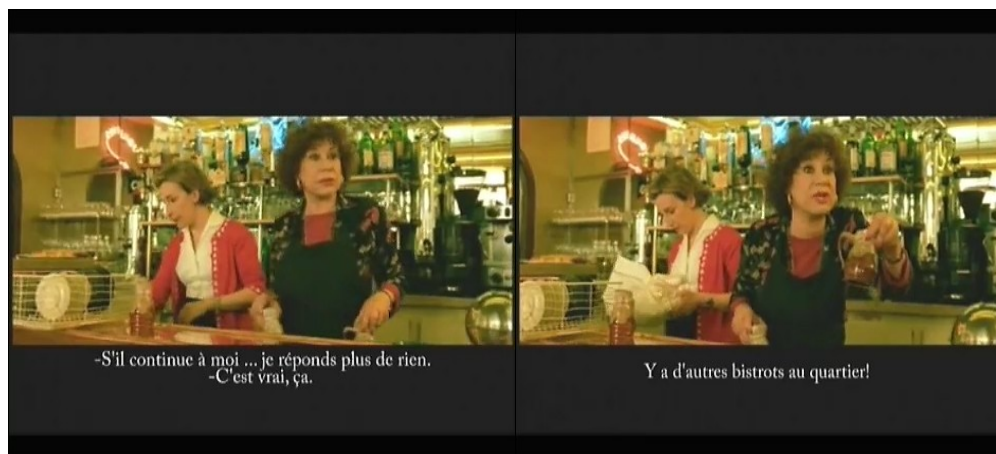 -S'il continue à moi ... je réponds plus de rien.
-C'est vrai, ça.
Y a d'autres bistrots au quartier!